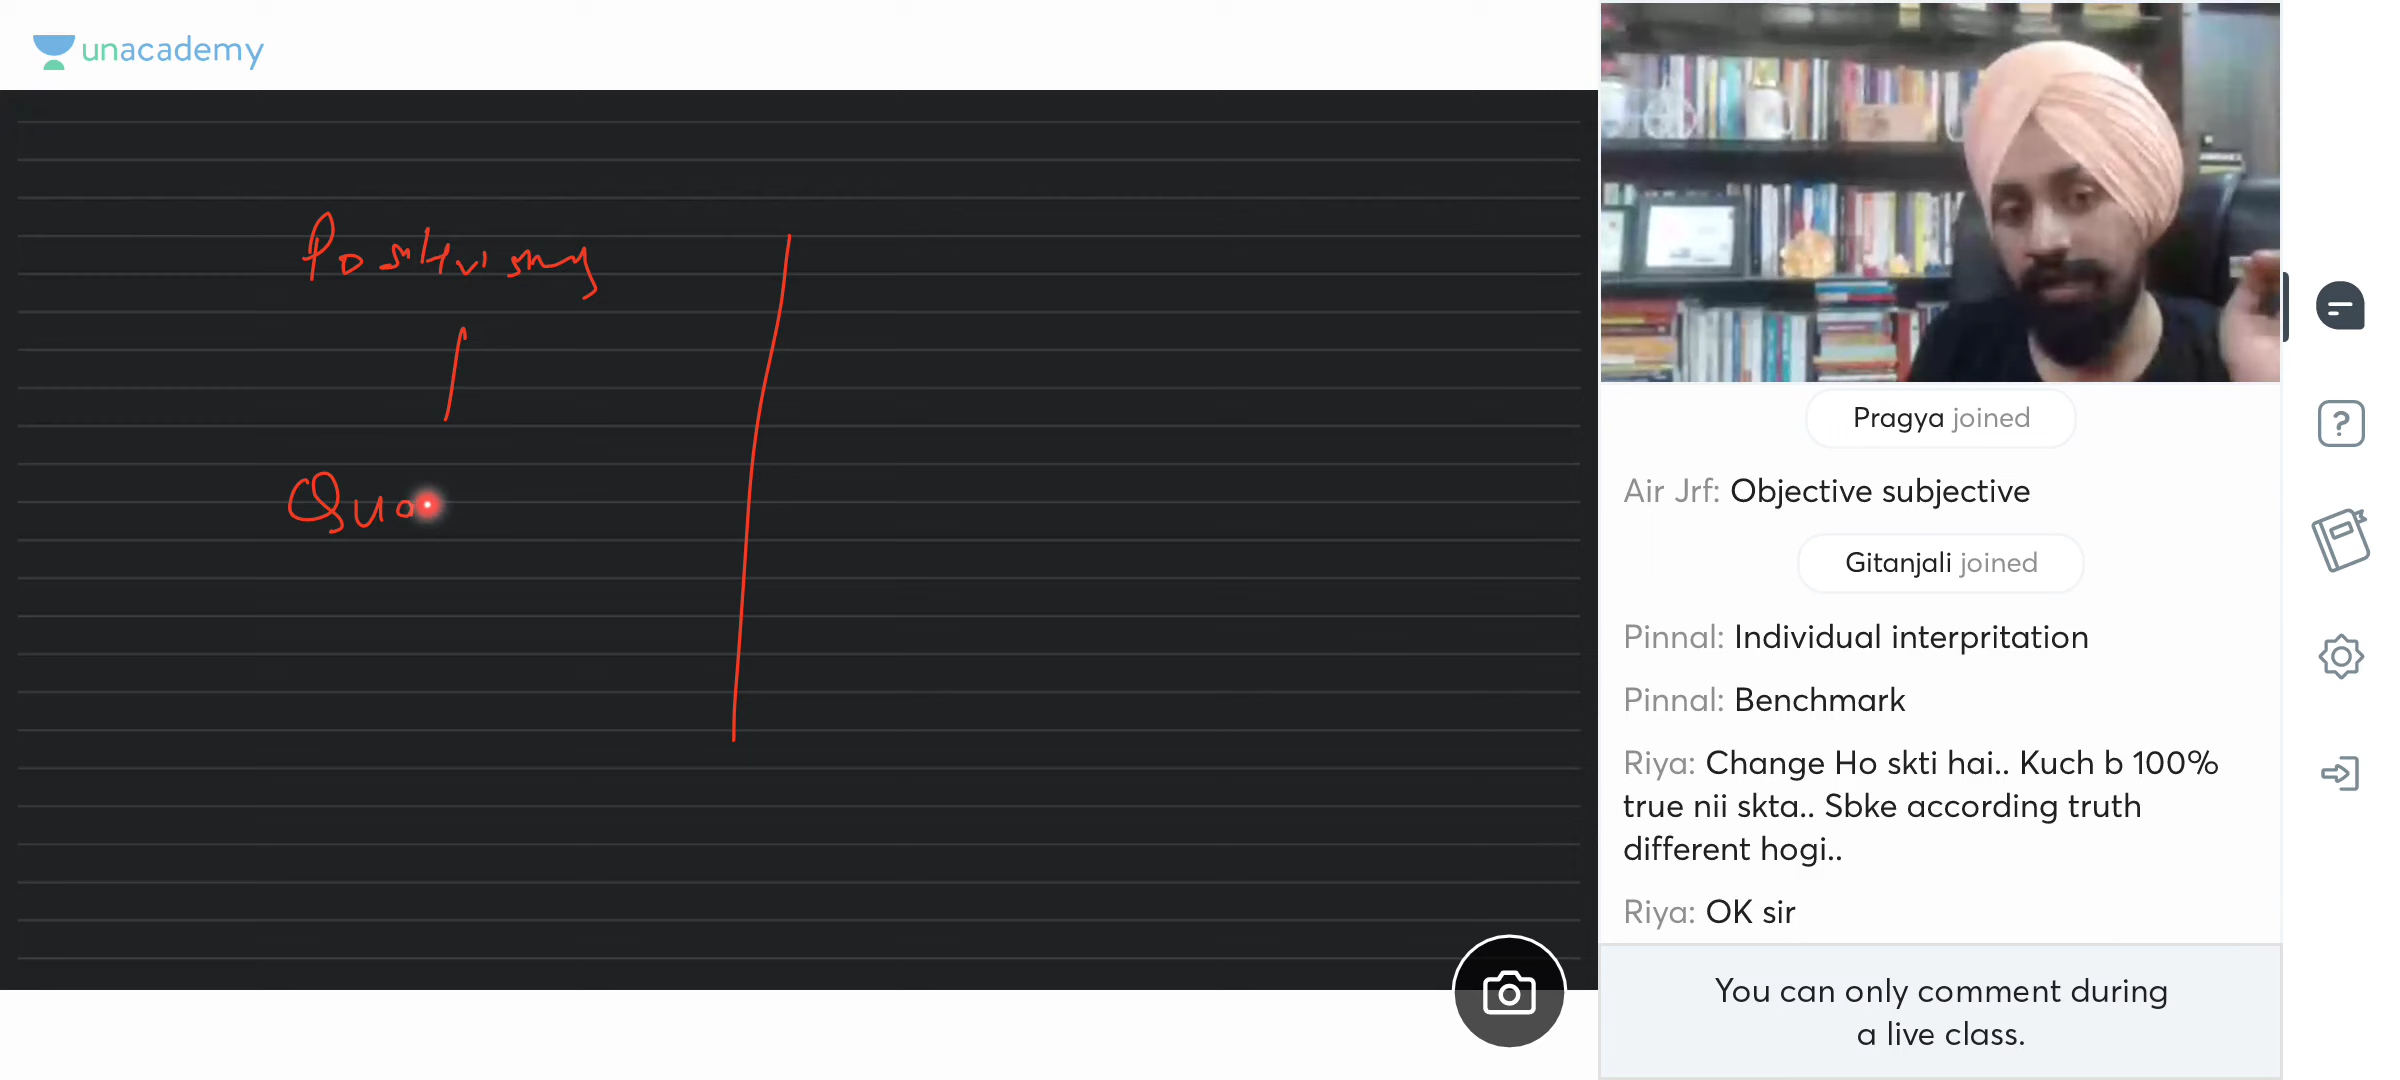 unacademy
Positivism
Qua
Pragya joined
Air Jrf: Objective subjective
Gitanjali joined
Pinnal: Individual interpritation
Pinnal: Benchmark
Riya: Change Ho skti hai.. Kuch b 100%
true nii skta.. Sbke according truth
different hogi..
Riya: OK sir
You can only comment during
a live class.